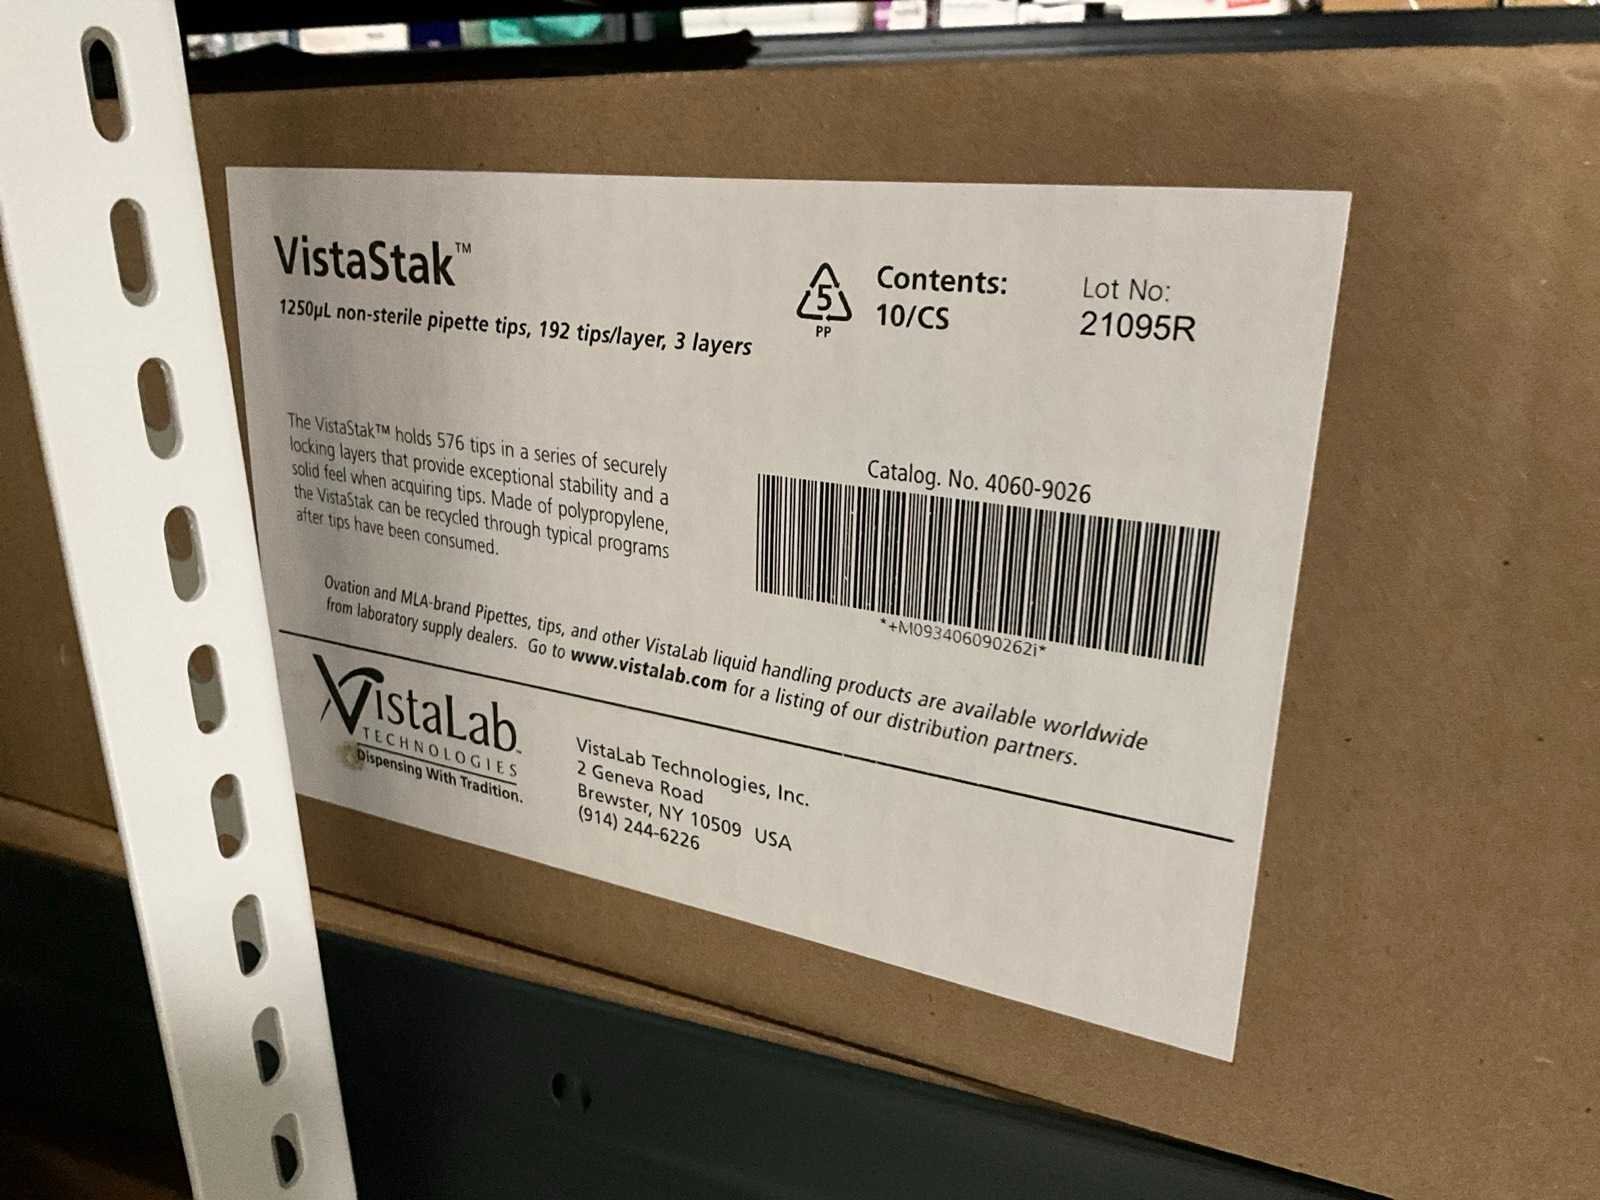 VistaStak™
1250µL non-sterile pipette tips, 192 tips/layer, 3 layers
5
PP
Contents:
10/CS
Lot No:
21095R
The VistaStak™ holds 576 tips in a series of securely
locking layers that provide exceptional stability and a
solid feel when acquiring tips. Made of polypropylene,
the VistaStak can be recycled through typical programs
after tips have been consumed.
Catalog. No. 4060-9026
*+M093406090262i*
Ovation and MLA-brand Pipettes, tips, and other VistaLab liquid handling products are available worldwide
from laboratory supply dealers. Go to www.vistalab.com for a listing of our distribution partners.
VistaLab™
TECHNOLOGIES
Dispensing With Tradition.
VistaLab Technologies, Inc.
2 Geneva Road
Brewster, NY 10509 USA
(914) 244-6226